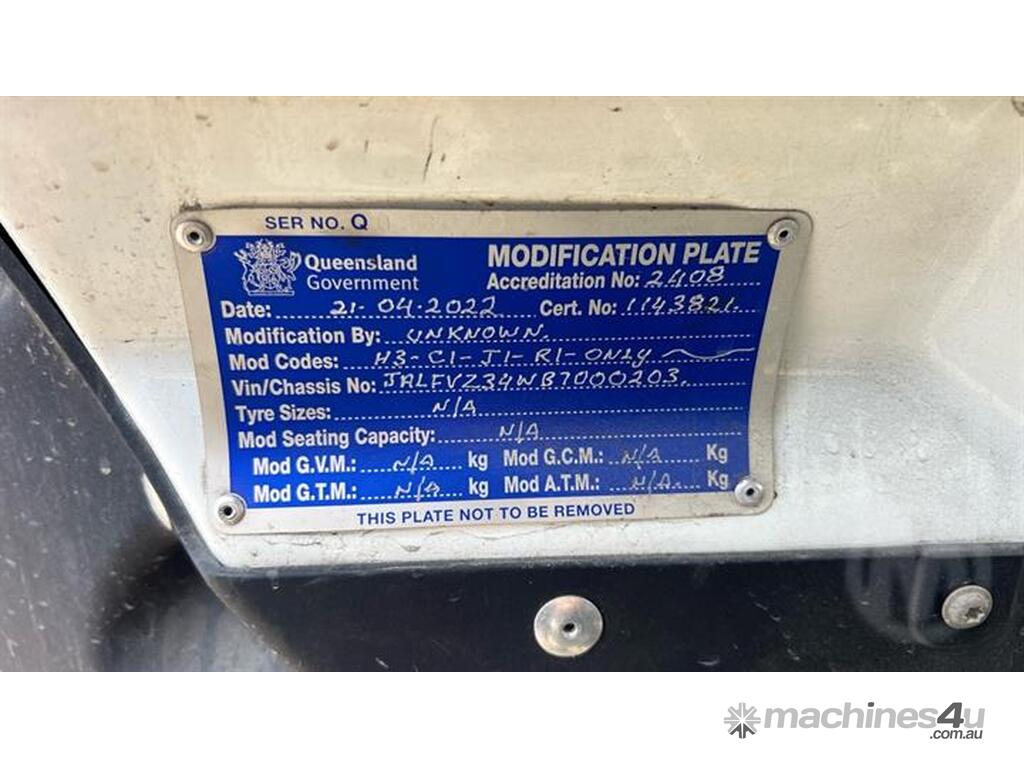 SER NO. Q
Queensland Government
MODIFICATION PLATE
Accreditation No: 2408
Date: 21-04-2022 Cert. No: 1143821.
Modification By: UNKNOWN.
Mod Codes: H3-C1-J1-R1-ONLY
Vin/Chassis No: JALFVZ34WB7000203.
Tyre Sizes: N/A
Mod Seating Capacity: N/A
Mod G.V.M.: N/A kg Mod G.C.M.: N/A Kg
Mod G.T.M.: N/A kg Mod A.T.M.: N/A. Kg
THIS PLATE NOT TO BE REMOVED
machines4u
.com.au